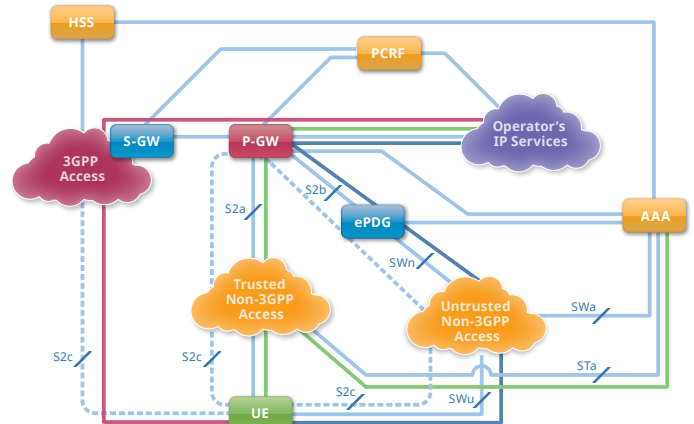 HSS
PCRF
S-GW
P-GW
Operator's
IP Services
3GPP
Access
S2b
S2a
ePDG
AAA
SWn
Trusted
Non-3GPP
Access
Untrusted
Non-3GPP
Access
SWa
S2c
S2c
STa
S2c
SWu
UE